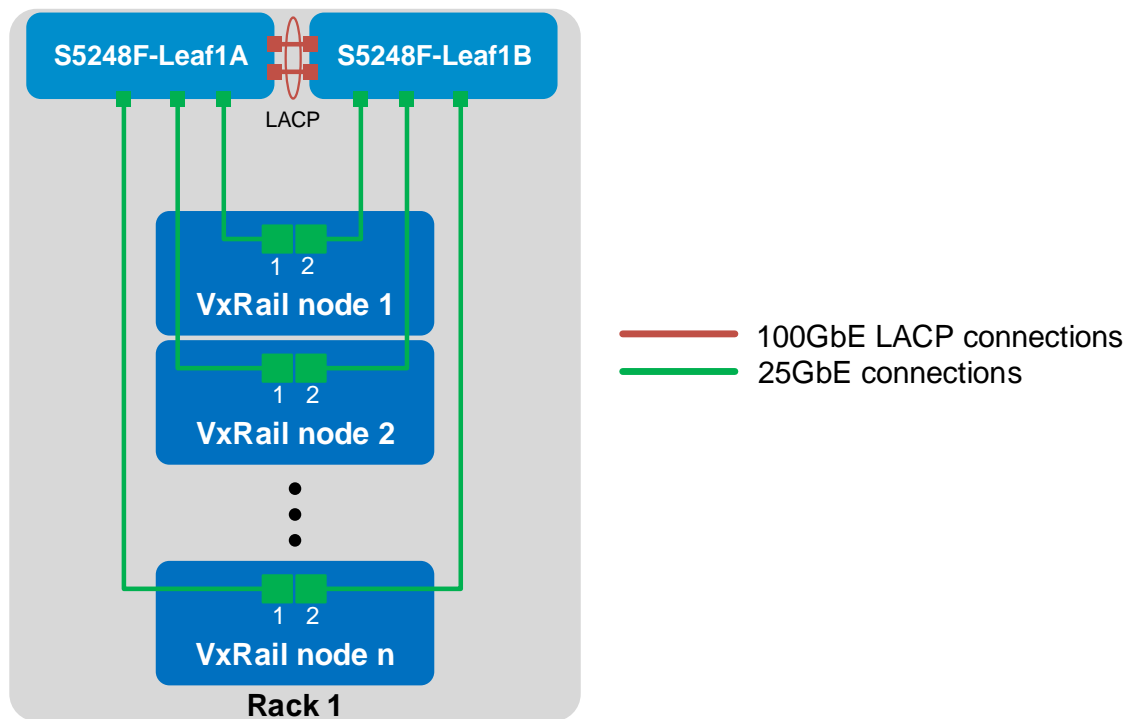 S5248F-Leaf1A
S5248F-Leaf1B
LACP
1 2
VxRail node 1
1 2
VxRail node 2
1 2
VxRail node n
Rack 1
100GbE LACP connections
25GbE connections